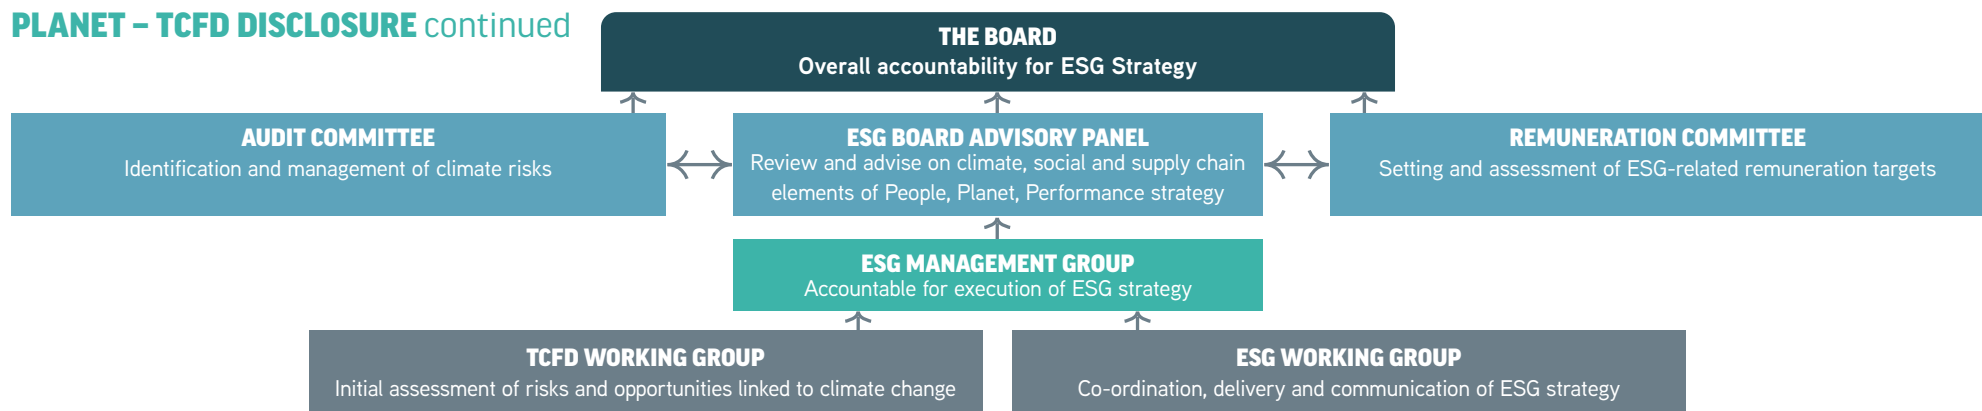 PLANET – TCFD DISCLOSURE continued
THE BOARD
Overall accountability for ESG Strategy
AUDIT COMMITTEE
Identification and management of climate risks
ESG BOARD ADVISORY PANEL
Review and advise on climate, social and supply chain
elements of People, Planet, Performance strategy
REMUNERATION COMMITTEE
Setting and assessment of ESG-related remuneration targets
ESG MANAGEMENT GROUP
Accountable for execution of ESG strategy
TCFD WORKING GROUP
Initial assessment of risks and opportunities linked to climate change
ESG WORKING GROUP
Co-ordination, delivery and communication of ESG strategy